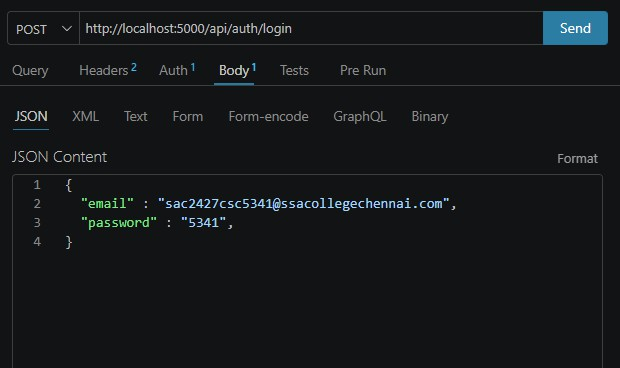 POST http://localhost:5000/api/auth/login Send
Query Headers 2 Auth 1 Body 1 Tests Pre Run
JSON XML Text Form Form-encode GraphQL Binary
JSON Content Format
1 {
2 "email" : "sac2427csc5341@ssacollegechennai.com",
3 "password" : "5341",
4 }